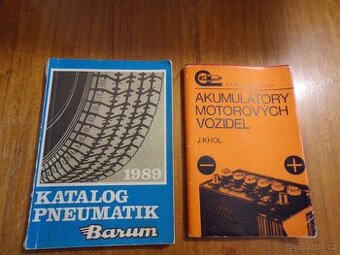 1989
KATALOG
PNEUMATIK
Barum
AKUMULÁTORY
MOTOROVÝCH
VOZIDEL
J. KHOL